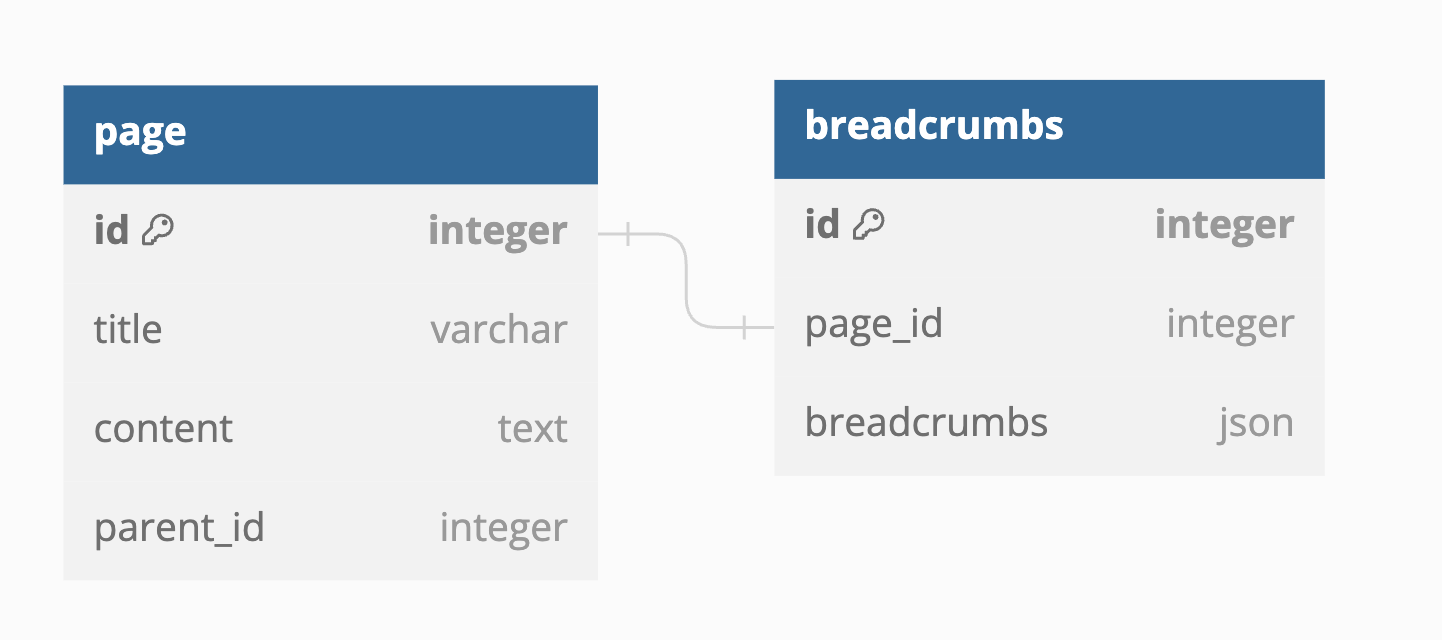 page
id integer
title varchar
content text
parent_id integer
breadcrumbs
id integer
page_id integer
breadcrumbs json